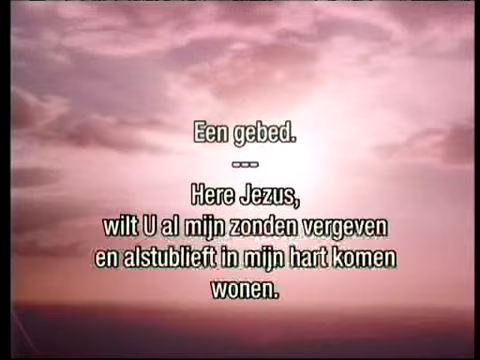 Een gebed.
---
Here Jezus,
wilt U al mijn zonden vergeven
en alstublieft in mijn hart komen
wonen.